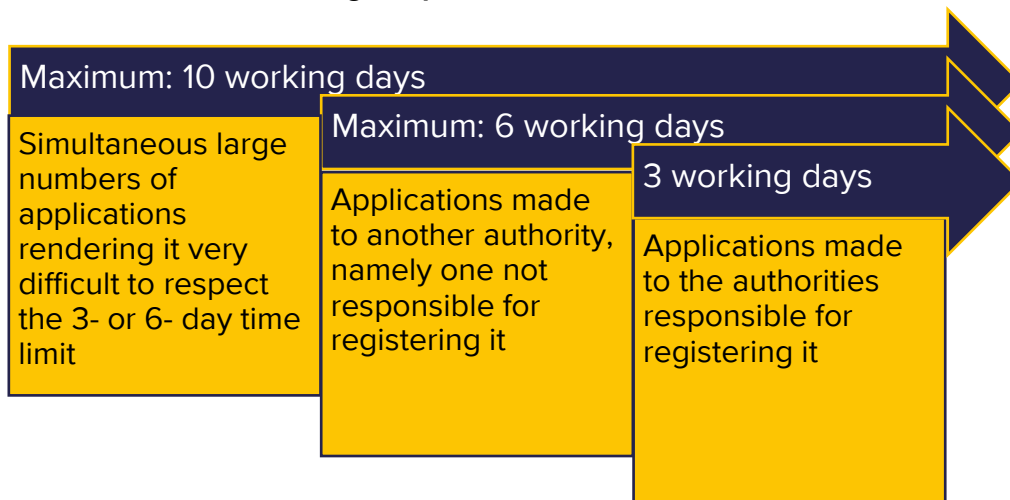 Maximum: 10 working days
Simultaneous large
numbers of
applications
rendering it very
difficult to respect
the 3- or 6- day time
limit
Maximum: 6 working days
Applications made
to another authority,
namely one not
responsible for
registering it
3 working days
Applications made
to the authorities
responsible for
registering it